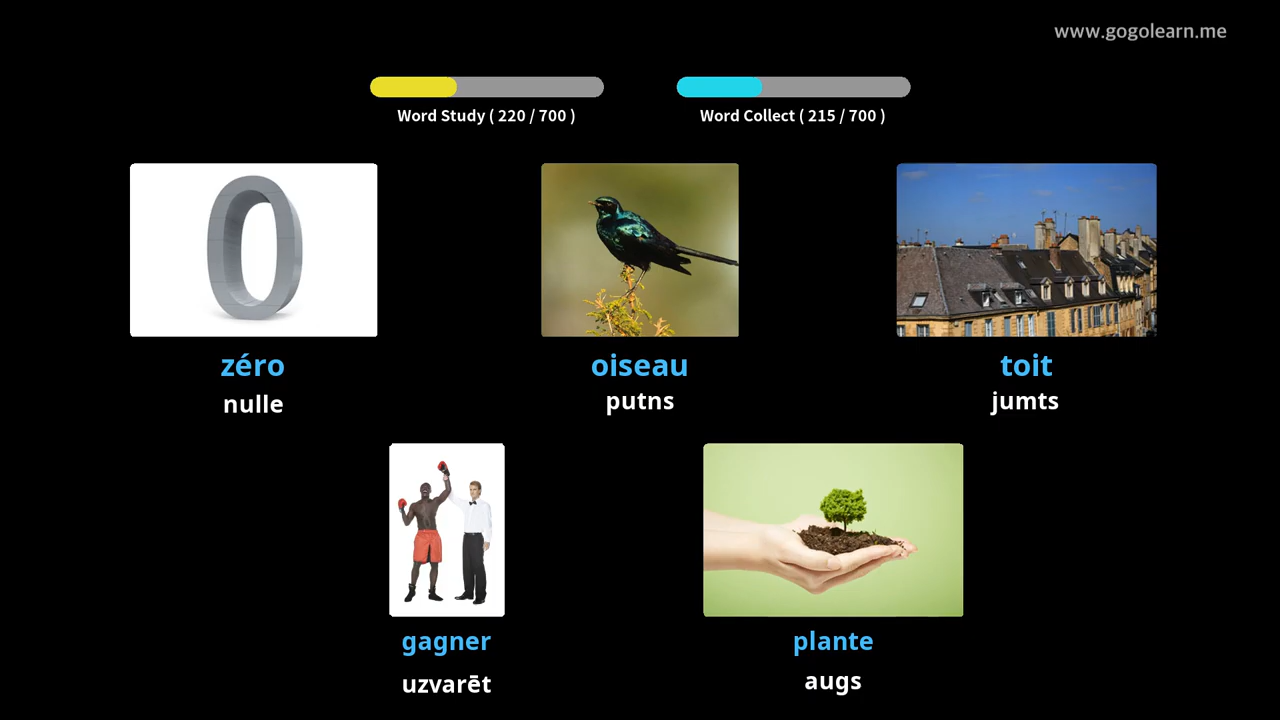 www.gogolearn.me
Word Study ( 220 / 700 )
Word Collect ( 215 / 700 )
0
zéro
oiseau
toit
nulle
putns
jumts
gagner
plante
uzvarēt
augs